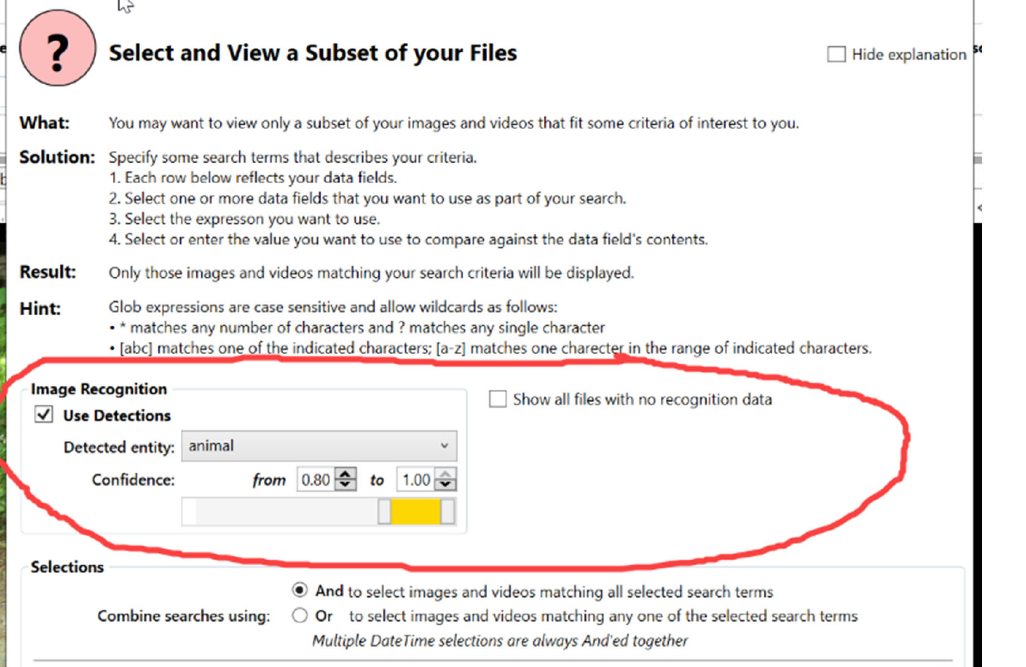 ?
Select and View a Subset of your Files
Hide explanation
What: You may want to view only a subset of your images and videos that fit some criteria of interest to you.
Solution: Specify some search terms that describes your criteria.
1. Each row below reflects your data fields.
2. Select one or more data fields that you want to use as part of your search.
3. Select the expresson you want to use.
4. Select or enter the value you want to use to compare against the data field's contents.
Result: Only those images and videos matching your search criteria will be displayed.
Hint: Glob expressions are case sensitive and allow wildcards as follows:
• * matches any number of characters and ? matches any single character
• [abc] matches one of the indicated characters; [a-z] matches one charecter in the range of indicated characters.
Image Recognition
Use Detections
Show all files with no recognition data
Detected entity: animal
Confidence: from 0.80 to 1.00
Selections
And to select images and videos matching all selected search terms
Combine searches using:
Or to select images and videos matching any one of the selected search terms
Multiple DateTime selections are always And'ed together